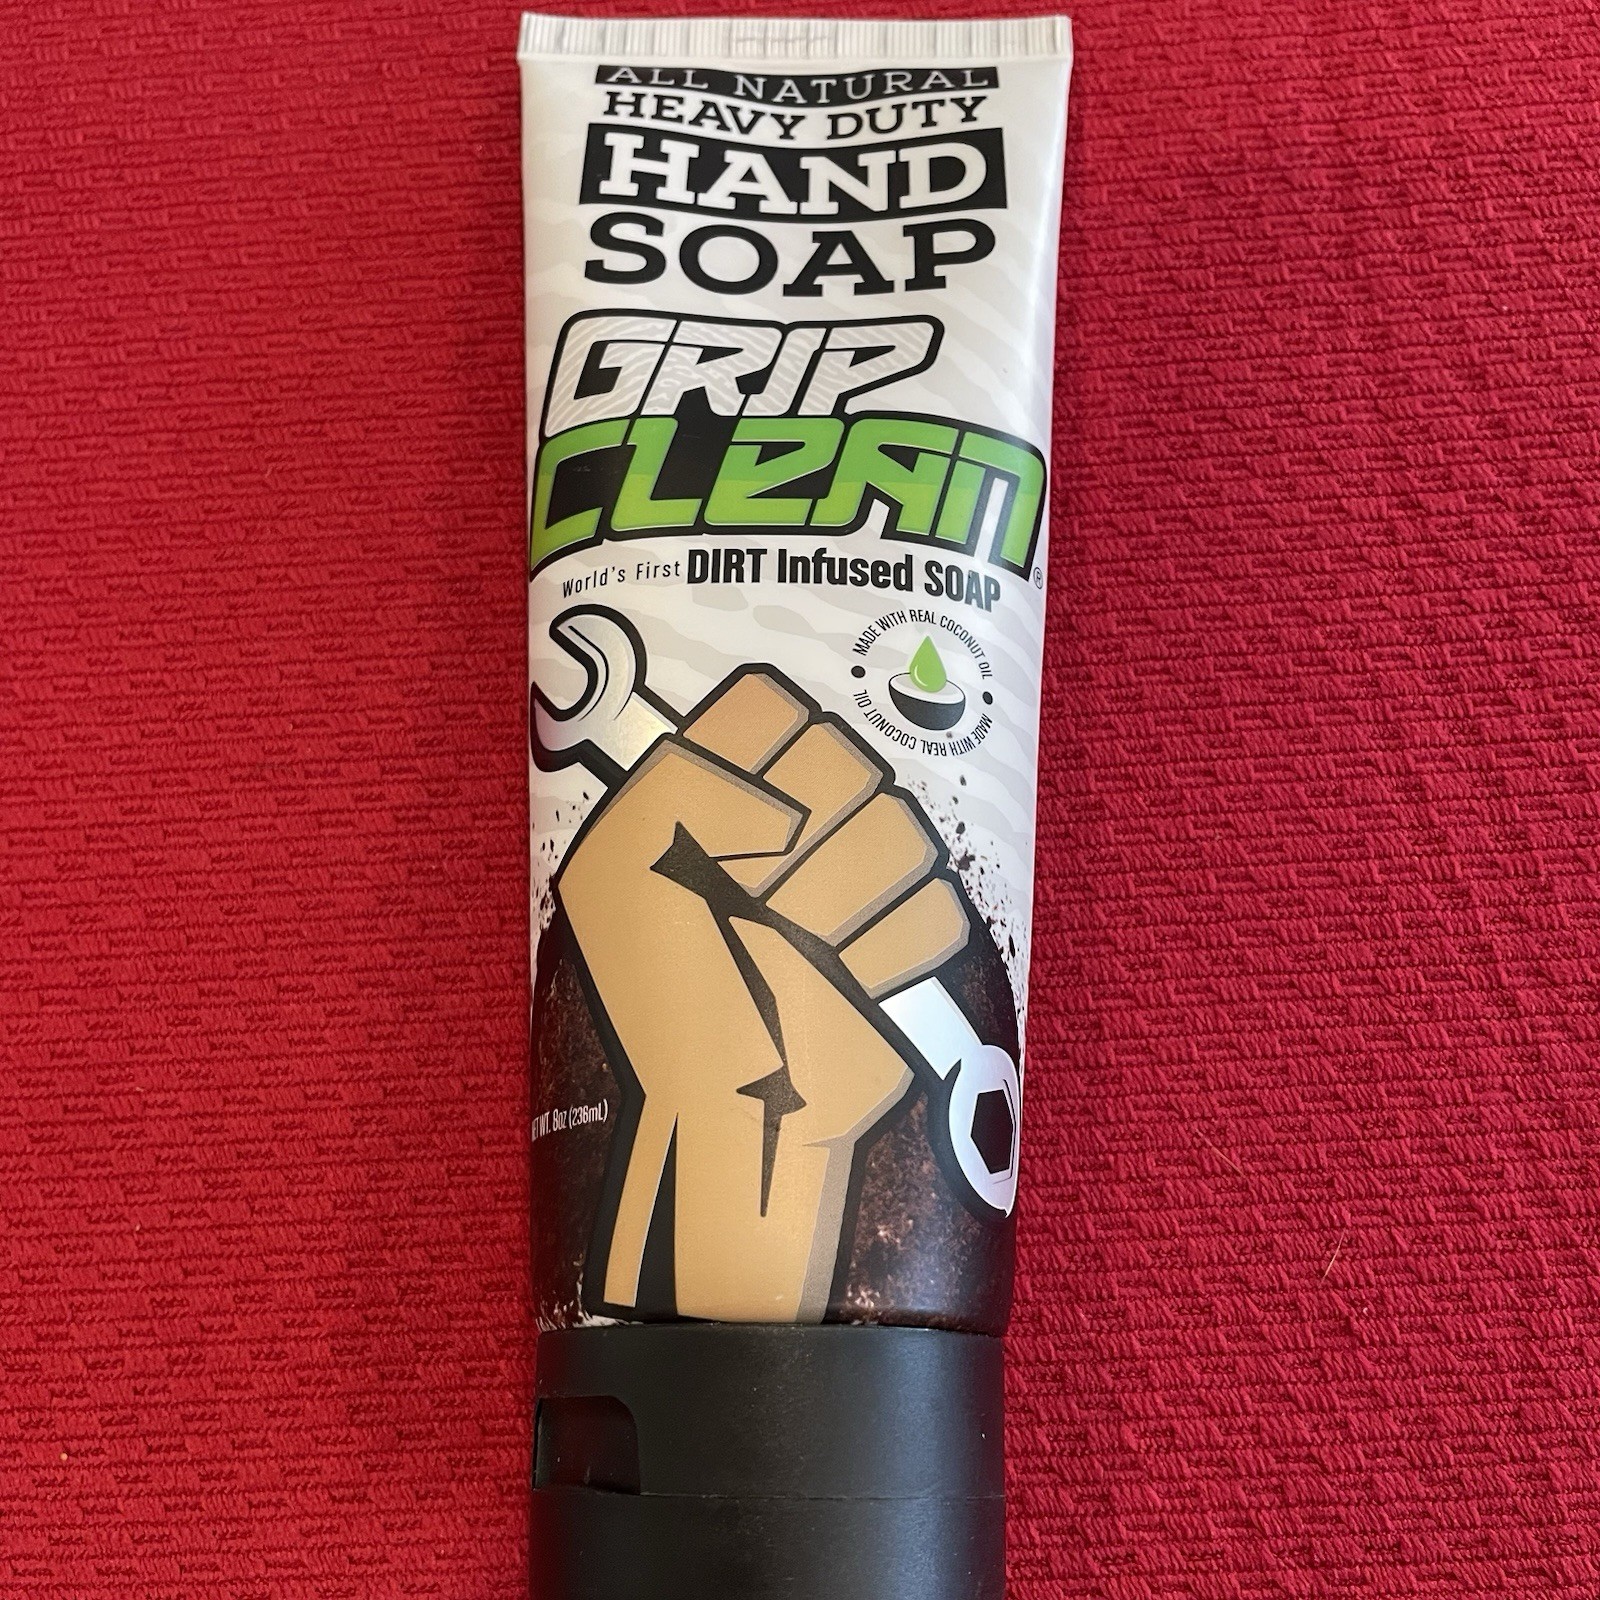 ALL NATURAL
HEAVY DUTY
HAND
SOAP
GRIP
CLEAN®
World's First DIRT Infused SOAP
MADE WITH REAL COCONUT OIL • MADE WITH REAL COCONUT OIL •
NET WT. 8oz (236mL)